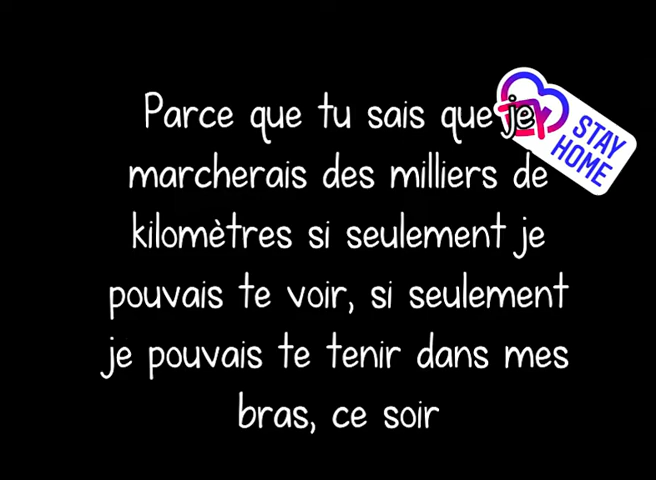 Parce que tu sais que je
marcherais des milliers de
kilomètres si seulement je
pouvais te voir, si seulement
je pouvais te tenir dans mes
bras, ce soir
STAY
HOME